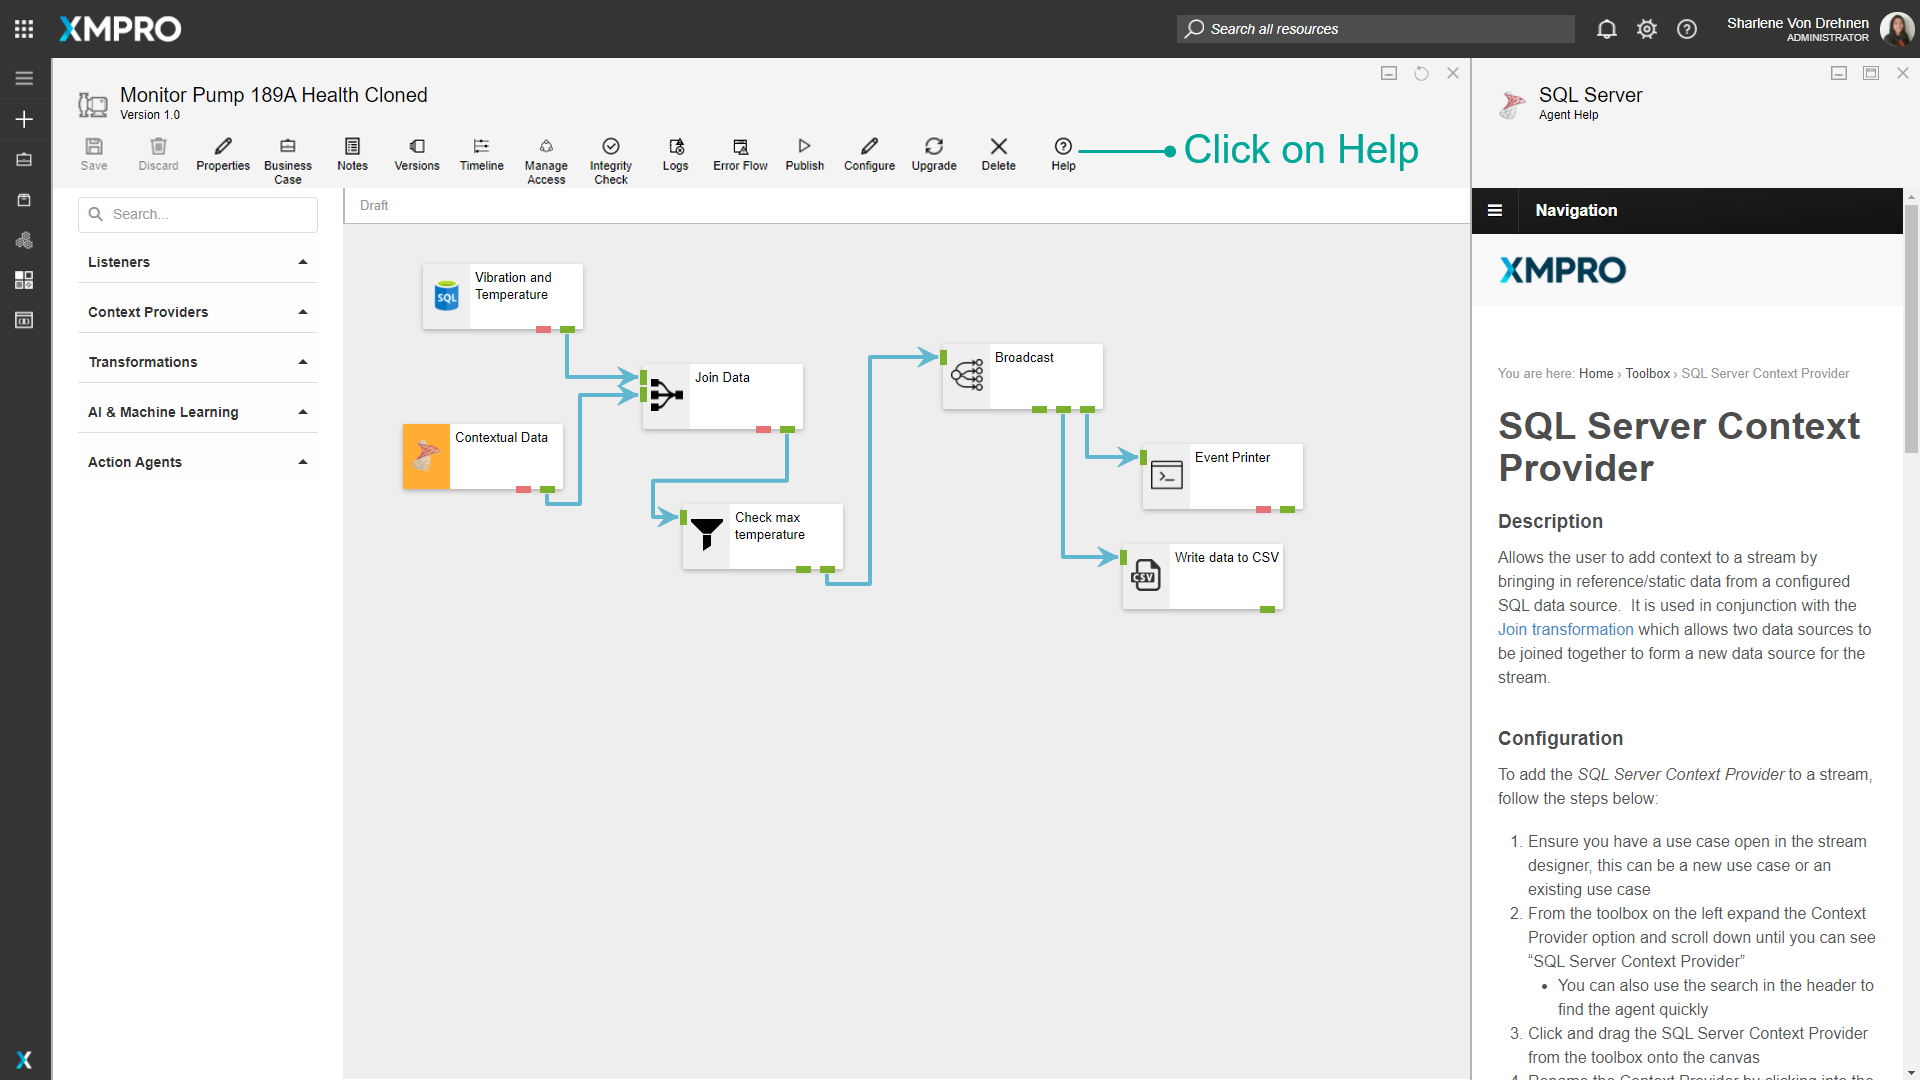 XMPRO
Search all resources
Sharlene Von Drehnen
ADMINISTRATOR
Monitor Pump 189A Health Cloned
Version 1.0
Save
Discard
Properties
Business
Case
Notes
Versions
Timeline
Manage
Access
Integrity
Check
Logs
Error Flow
Publish
Configure
Upgrade
Delete
Help
Click on Help
Search...
Listeners
Context Providers
Transformations
AI & Machine Learning
Action Agents
Draft
SQL
Vibration and
Temperature
Join Data
Contextual Data
Check max
temperature
Broadcast
Event Printer
CSV
Write data to CSV
SQL Server
Agent Help
Navigation
XMPRO
You are here: Home › Toolbox › SQL Server Context Provider
SQL Server Context
Provider
Description
Allows the user to add context to a stream by
bringing in reference/static data from a configured
SQL data source.  It is used in conjunction with the
Join transformation which allows two data sources to
be joined together to form a new data source for the
stream.
Configuration
To add the SQL Server Context Provider to a stream,
follow the steps below:
1. Ensure you have a use case open in the stream
designer, this can be a new use case or an
existing use case
2. From the toolbox on the left expand the Context
Provider option and scroll down until you can see
“SQL Server Context Provider”
• You can also use the search in the header to
find the agent quickly
3. Click and drag the SQL Server Context Provider
from the toolbox onto the canvas
4. Rename the Context Provider by clicking into the